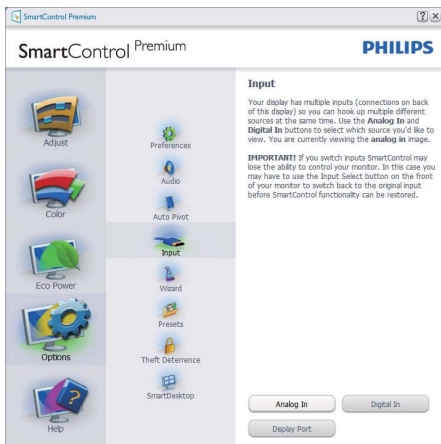 SmartControl Premium
SmartControl Premium
PHILIPS
Adjust
Color
Eco Power
Options
Help
Preferences
Audio
Auto Pivot
Input
Wizard
Presets
Theft Deterrence
SmartDesktop
Input
Your display has multiple inputs (connections on back
of this display) so you can hook up multiple different
sources at the same time. Use the Analog In and
Digital In buttons to select which source you'd like to
view. You are currently viewing the analog in image.
IMPORTANT! If you switch inputs SmartControl may
lose the ability to control your monitor. In this case you
may have to use the Input Select button on the front
of your monitor to switch back to the original input
before SmartControl functionality can be restored.
Analog In
Digital In
Display Port